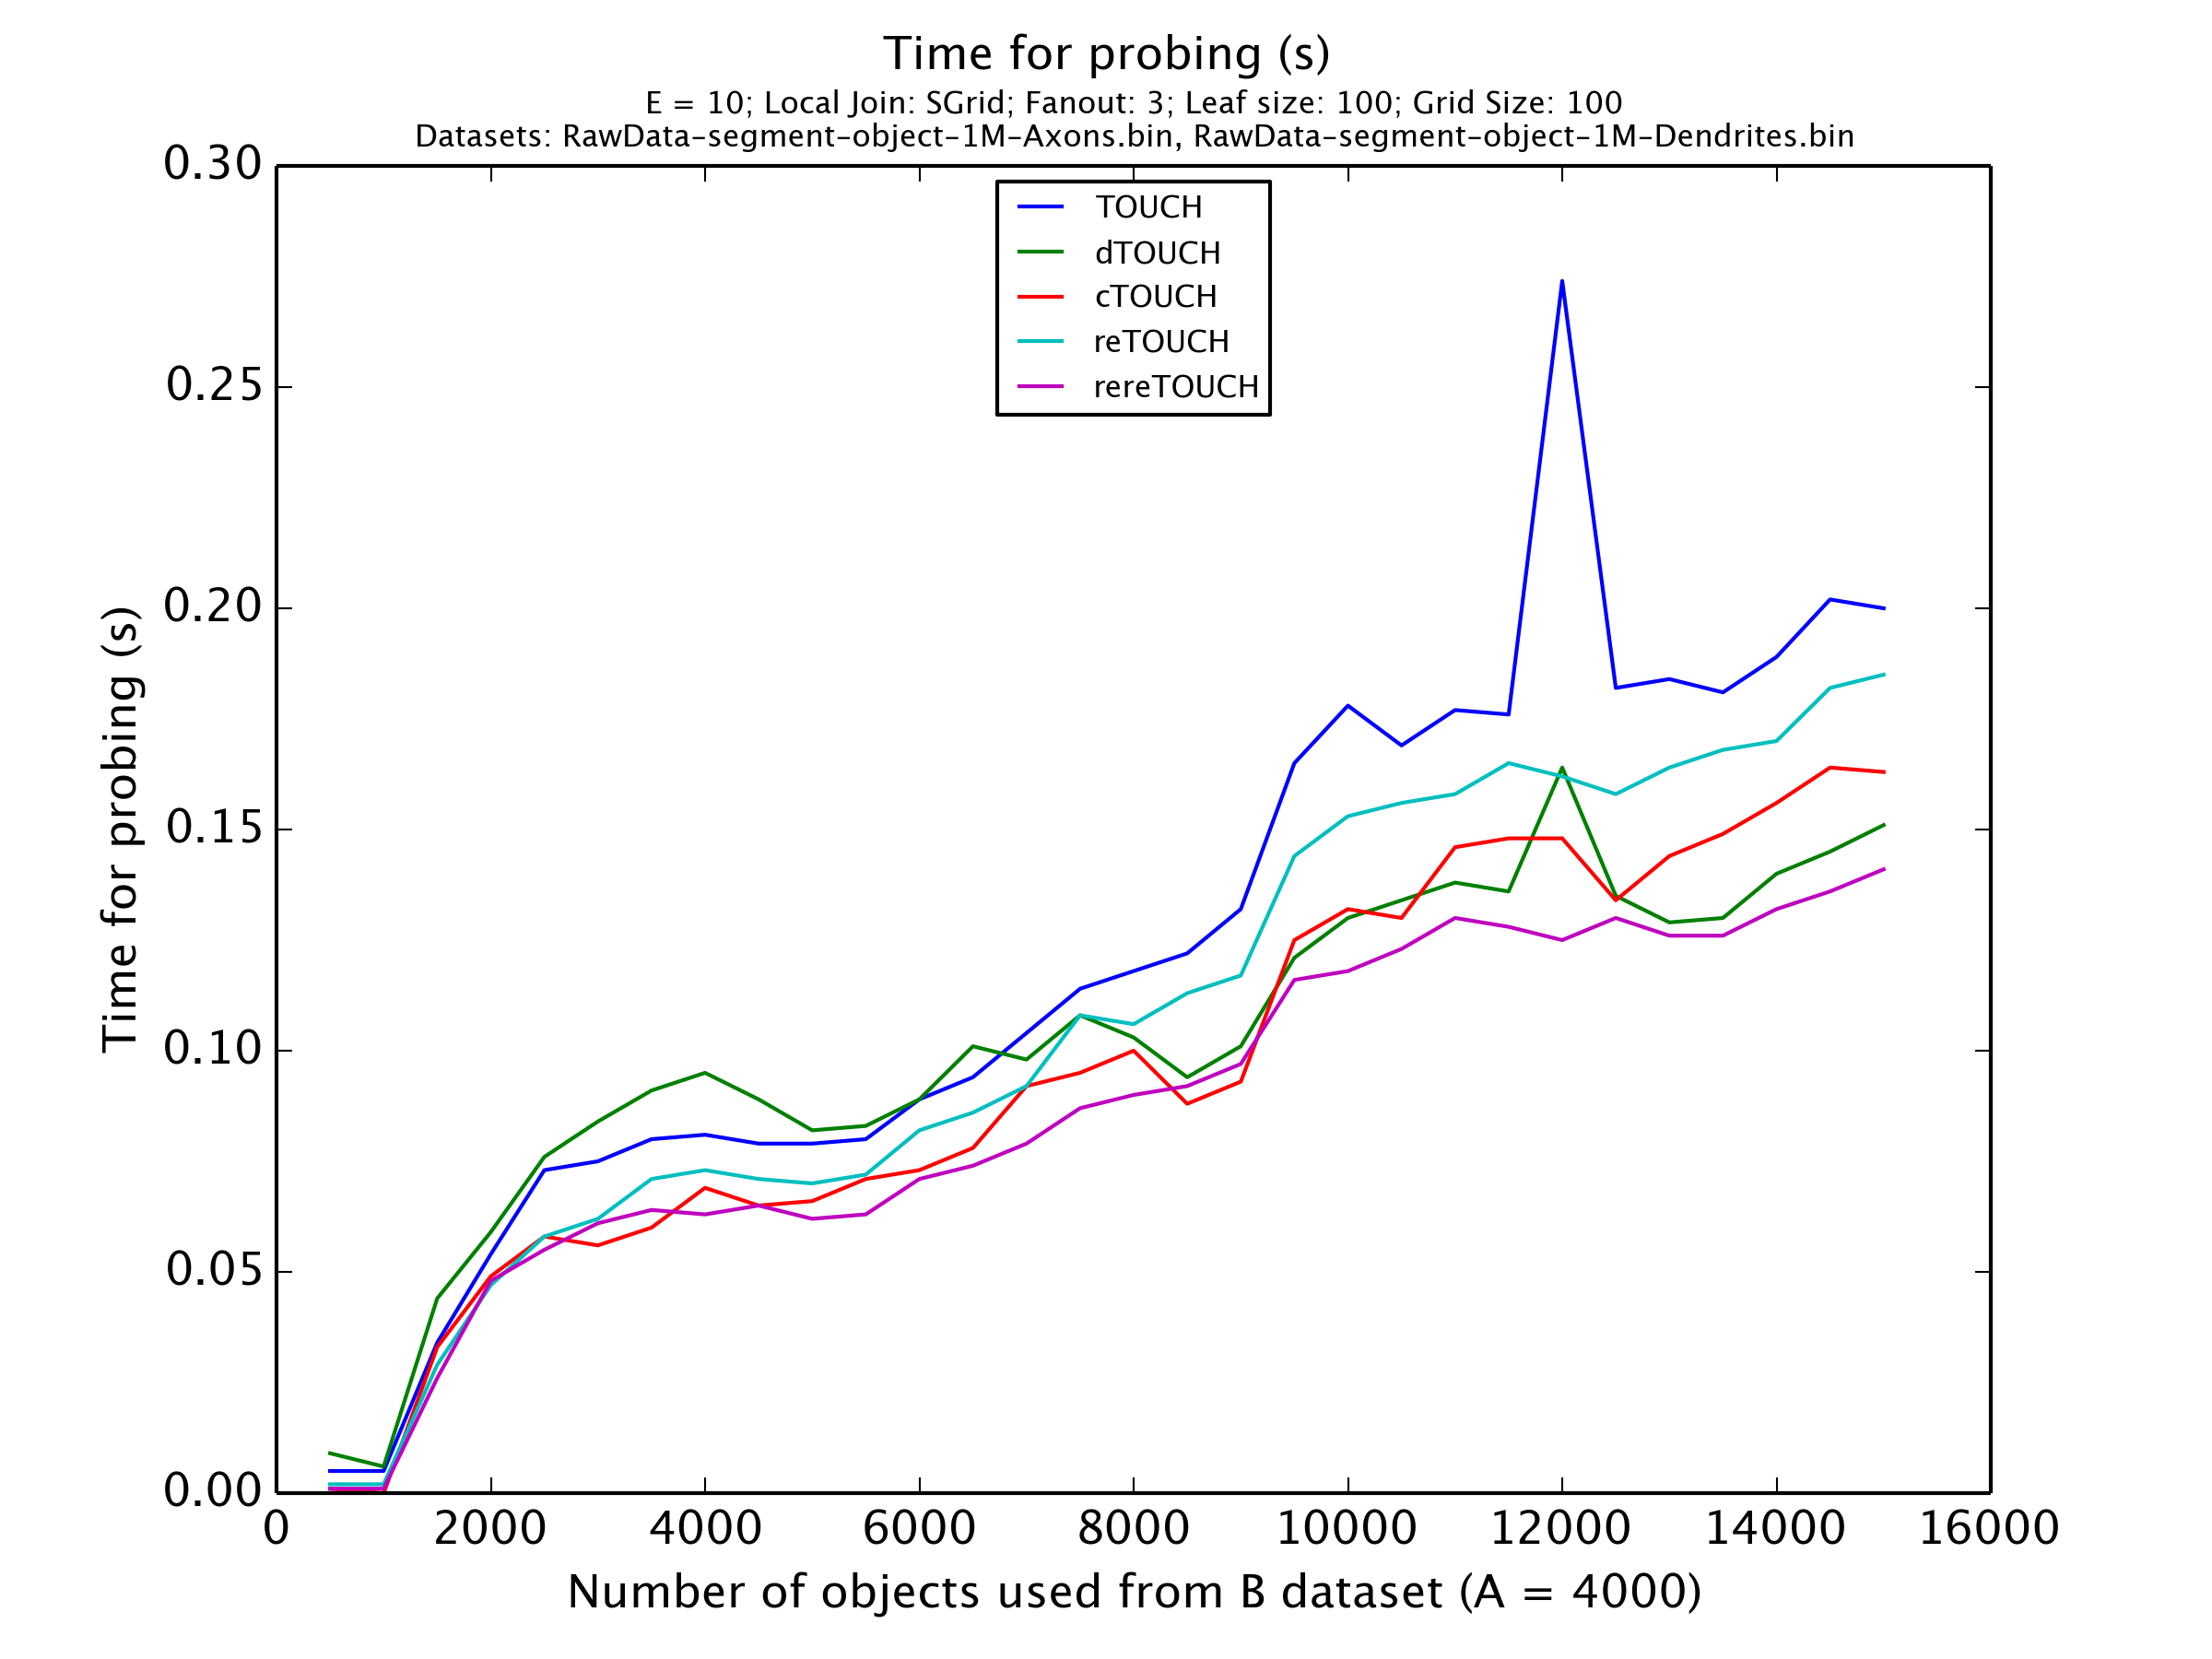 Time for probing (s)
E = 10; Local Join: SGrid; Fanout: 3; Leaf size: 100; Grid Size: 100
Datasets: RawData-segment-object-1M-Axons.bin, RawData-segment-object-1M-Dendrites.bin
TOUCH
dTOUCH
cTOUCH
reTOUCH
rereTOUCH
Time for probing (s)
0.30
0.25
0.20
0.15
0.10
0.05
0.00
0 2000 4000 6000 8000 10000 12000 14000 16000
Number of objects used from B dataset (A = 4000)